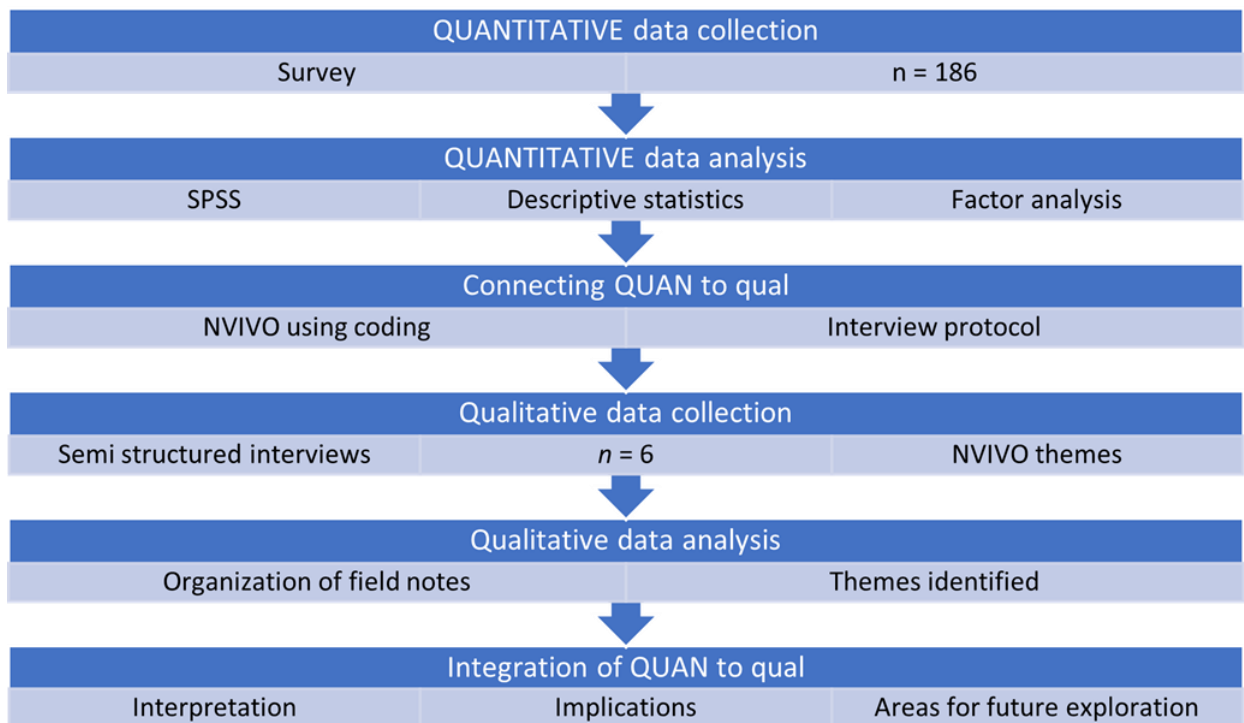 QUANTITATIVE data collection
Survey n = 186
QUANTITATIVE data analysis
SPSS Descriptive statistics Factor analysis
Connecting QUAN to qual
NVIVO using coding Interview protocol
Qualitative data collection
Semi structured interviews n = 6 NVIVO themes
Qualitative data analysis
Organization of field notes Themes identified
Integration of QUAN to qual
Interpretation Implications Areas for future exploration